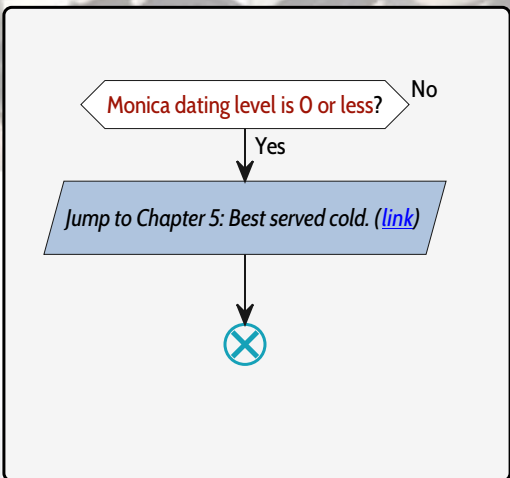 Monica dating level is 0 or less?
No
Yes
Jump to Chapter 5: Best served cold. (link)